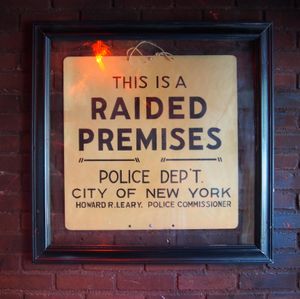 THIS IS A
RAIDED
PREMISES
POLICE DEP'T.
CITY OF NEW YORK
HOWARD R. LEARY, POLICE COMMISSIONER